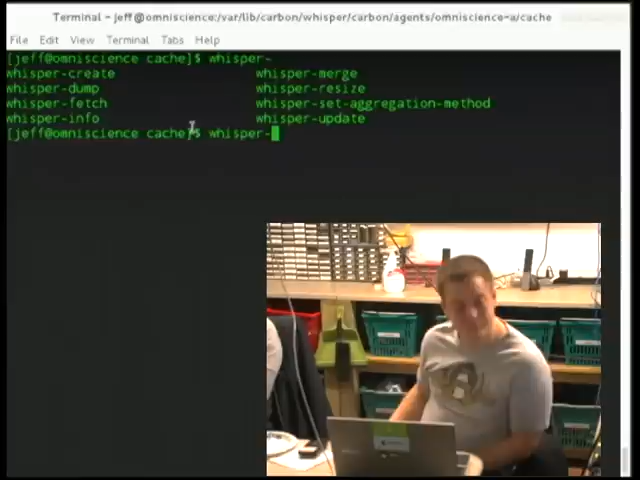 Terminal - jeff@omniscience:/var/lib/carbon/whisper/carbon/agents/omniscience-a/cache
File Edit View Terminal Tabs Help
[jeff@omniscience cache]$ whisper-
whisper-create whisper-merge
whisper-dump whisper-resize
whisper-fetch whisper-set-aggregation-method
whisper-info whisper-update
[jeff@omniscience cache]$ whisper-